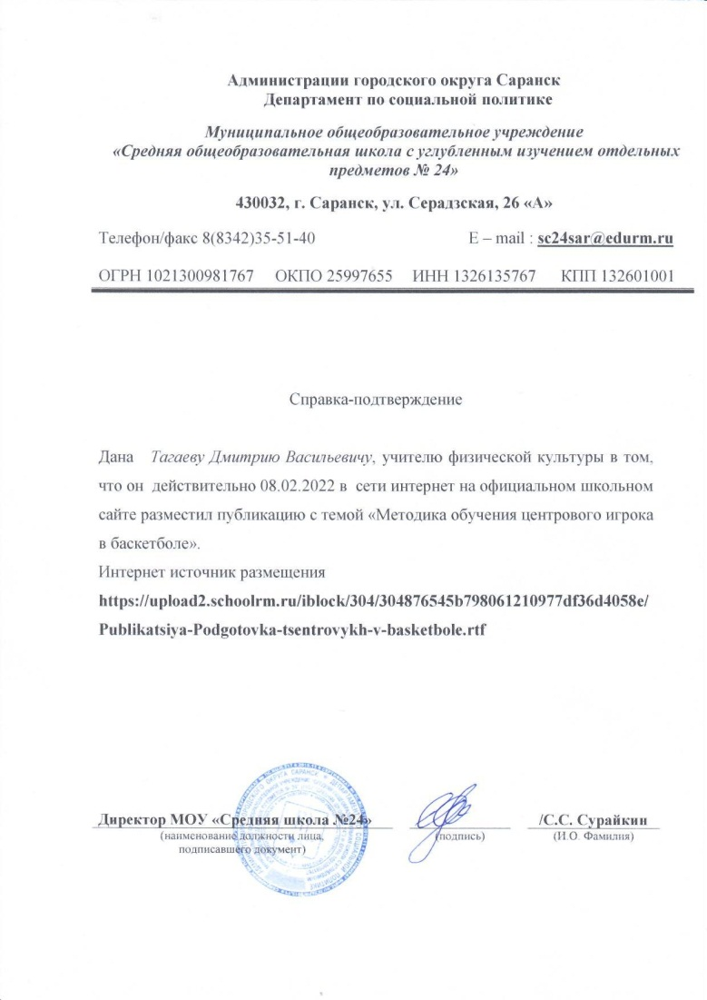 Администрации городского округа Саранск
Департамент по социальной политике
Муниципальное общеобразовательное учреждение
«Средняя общеобразовательная школа с углубленным изучением отдельных
предметов № 24»
430032, г. Саранск, ул. Серадзская, 26 «А»
Телефон/факс 8(8342)35-51-40 E – mail : sc24sar@edurm.ru
ОГРН 1021300981767 ОКПО 25997655 ИНН 1326135767 КПП 132601001
Справка-подтверждение
Дана Тагаеву Дмитрию Васильевичу, учителю физической культуры в том,
что он действительно 08.02.2022 в сети интернет на официальном школьном
сайте разместил публикацию с темой «Методика обучения центрового игрока
в баскетболе».
Интернет источник размещения
https://upload2.schoolrm.ru/iblock/304/304876545b798061210977df36d4058e/
Publikatsiya-Podgotovka-tsentrovykh-v-basketbole.rtf
Директор МОУ «Средняя школа №24» /С.С. Сурайкин
(наименование должности лица, (подпись) (И.О. Фамилия)
подписавшего документ)